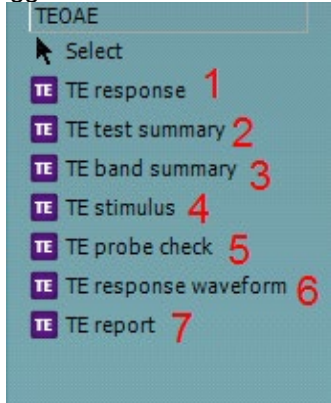 TEOAE
Select
TE TE response 1
TE TE test summary 2
TE TE band summary 3
TE TE stimulus 4
TE TE probe check 5
TE TE response waveform 6
TE TE report 7